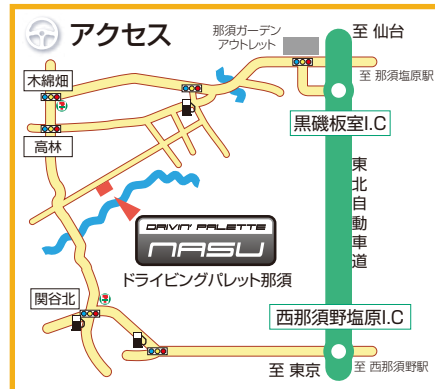 アクセス
那須ガーデン
アウトレット
至 仙台
至 那須塩原駅
木綿畑
黒磯板室I.C
高林
東北自動車道
DRIVIN' PALETTE
NASU
ドライビングパレット那須
関谷北
西那須野塩原I.C
至 東京
至 西那須野駅